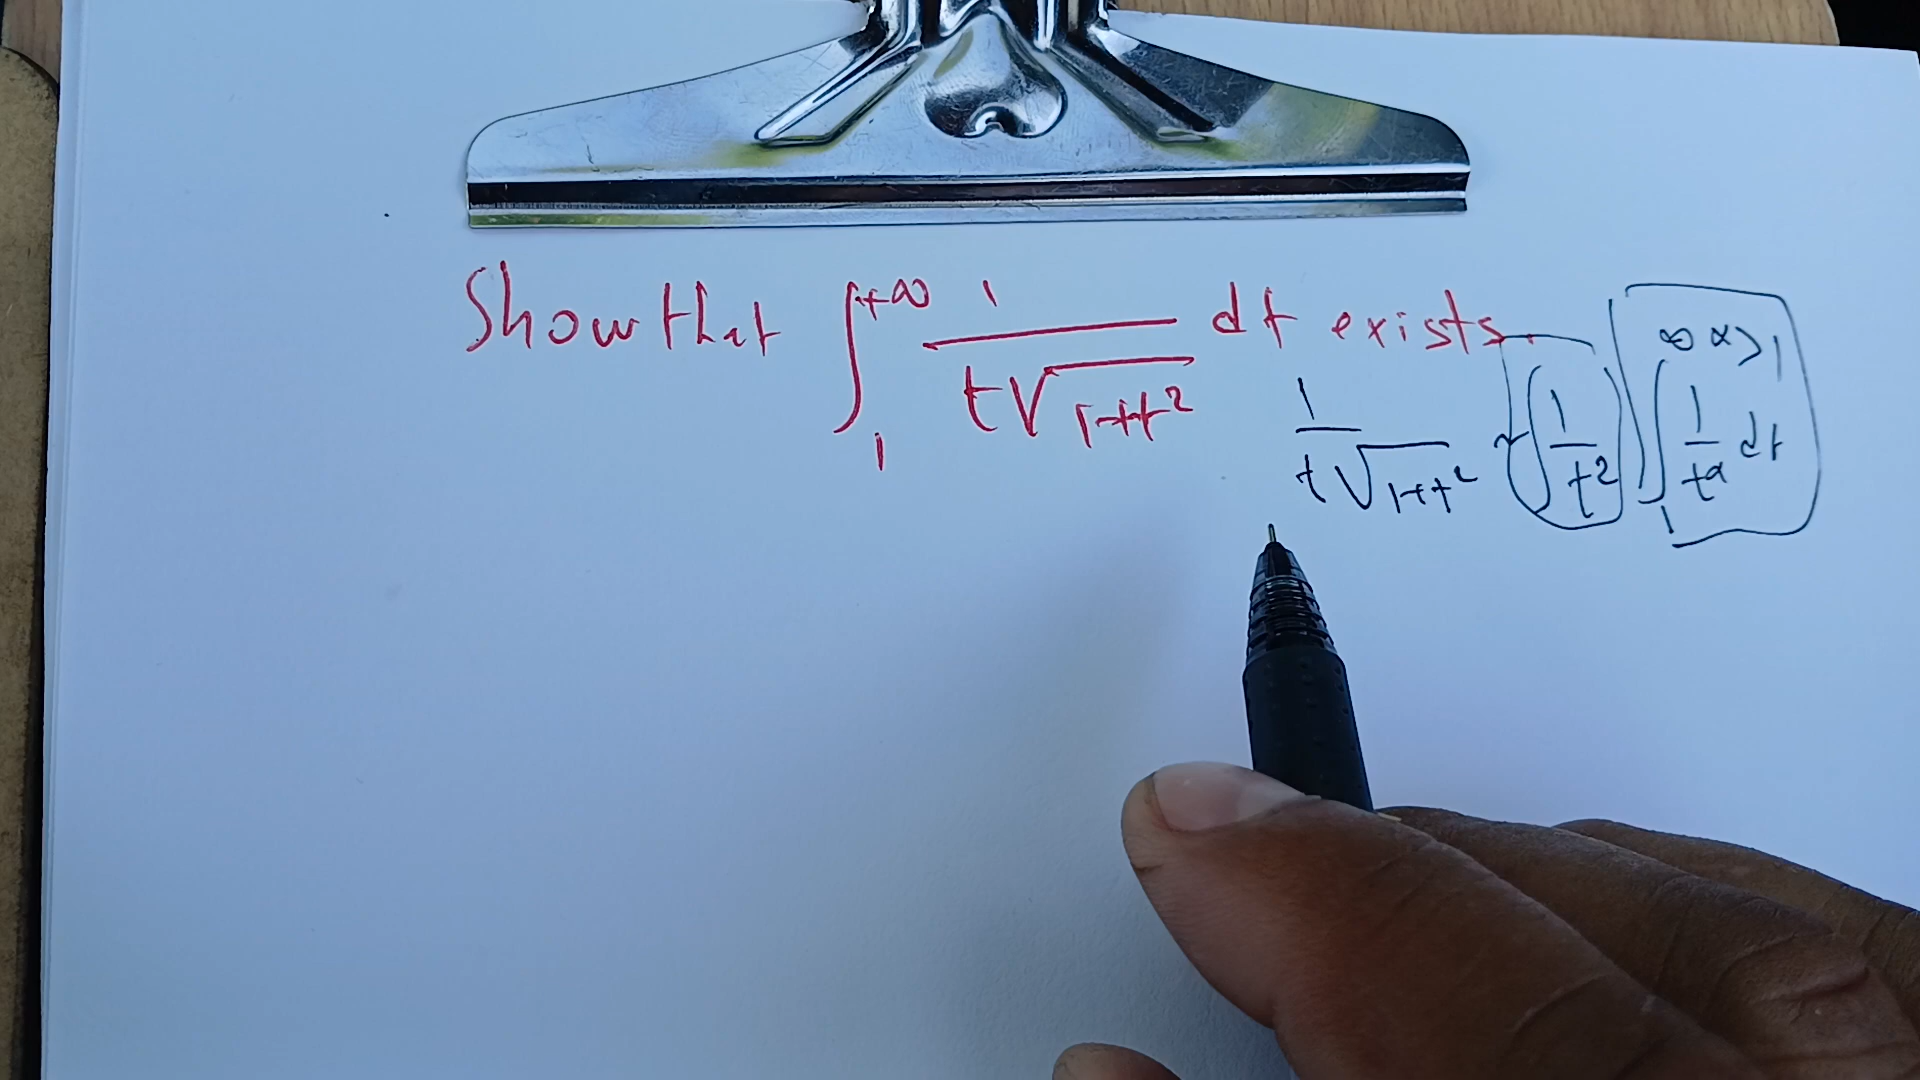 Show that ∫₁^{+∞} 1/(t√(1+t²)) dt exists.
1/(t√(1+t²)) ~ (1/t²) ∫₁^∞ 1/t^α dt α>1